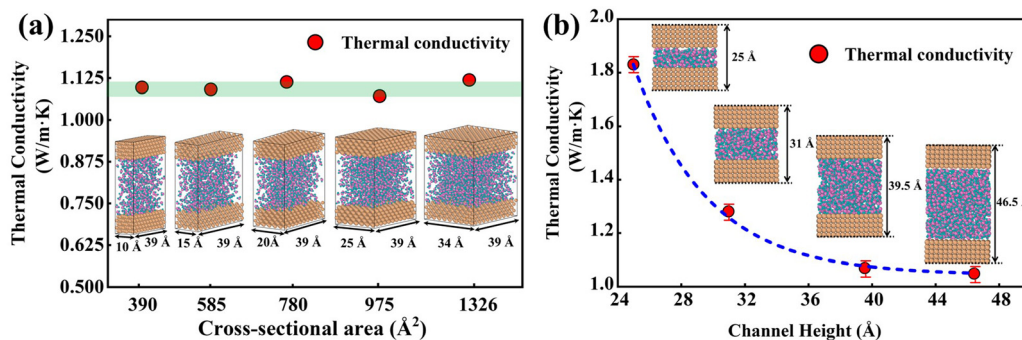 (a)
Thermal Conductivity
(W/m·K)
1.250
1.125
1.000
0.875
0.750
0.625
0.500
Thermal conductivity
10 Å
39 Å
15 Å
39 Å
20Å
39 Å
25 Å
39 Å
34 Å
39 Å
390
585
780
975
1326
Cross-sectional area (Å²)
(b)
Thermal Conductivity
(W/m·K)
2.0
1.8
1.6
1.4
1.2
1.0
Thermal conductivity
25 Å
31 Å
39.5 Å
46.5
24
28
32
36
40
44
48
Channel Height (Å)